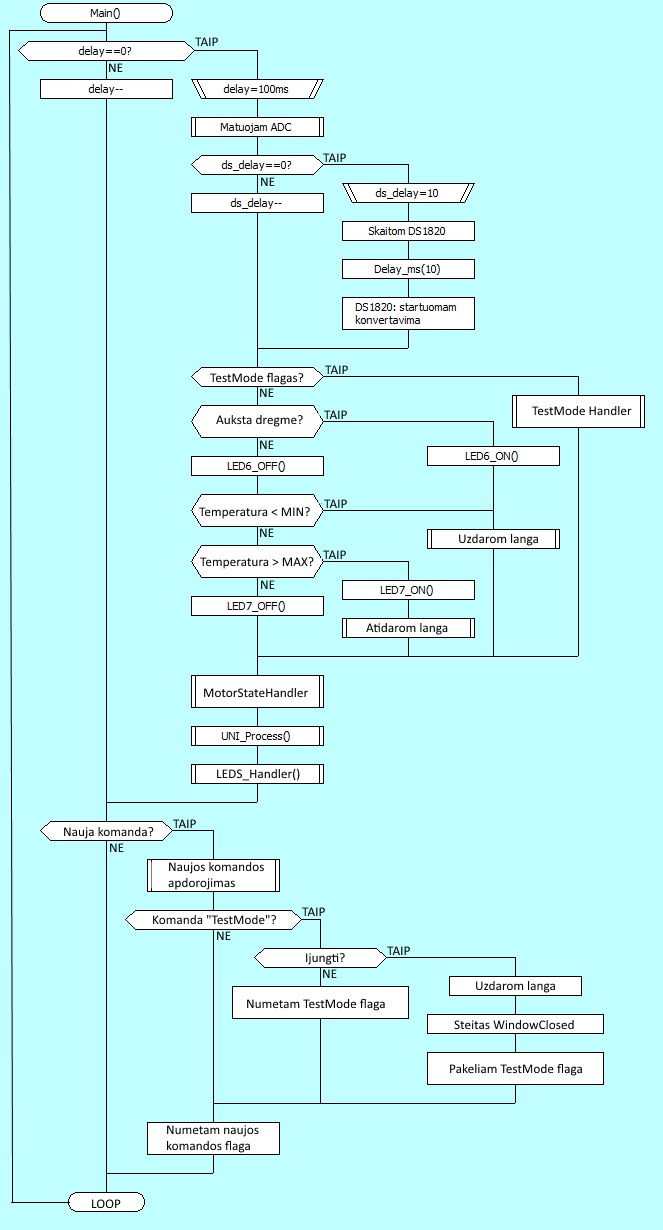 Main()
delay==0?
TAIP
NE
delay--
delay=100ms
Matuojam ADC
ds_delay==0?
TAIP
NE
ds_delay--
ds_delay=10
Skaitom DS1820
Delay_ms(10)
DS1820: startuomam
konvertavima
TestMode flagas?
TAIP
NE
TestMode Handler
Auksta dregme?
TAIP
NE
LED6_OFF()
LED6_ON()
Temperatura < MIN?
TAIP
NE
Uzdarom langa
Temperatura > MAX?
TAIP
NE
LED7_OFF()
LED7_ON()
Atidarom langa
MotorStateHandler
UNI_Process()
LEDS_Handler()
Nauja komanda?
TAIP
NE
Naujos komandos
apdorojimas
Komanda "TestMode"?
TAIP
NE
Ijungti?
TAIP
NE
Numetam TestMode flaga
Uzdarom langa
Steitas WindowClosed
Pakeliam TestMode flaga
Numetam naujos
komandos flaga
LOOP